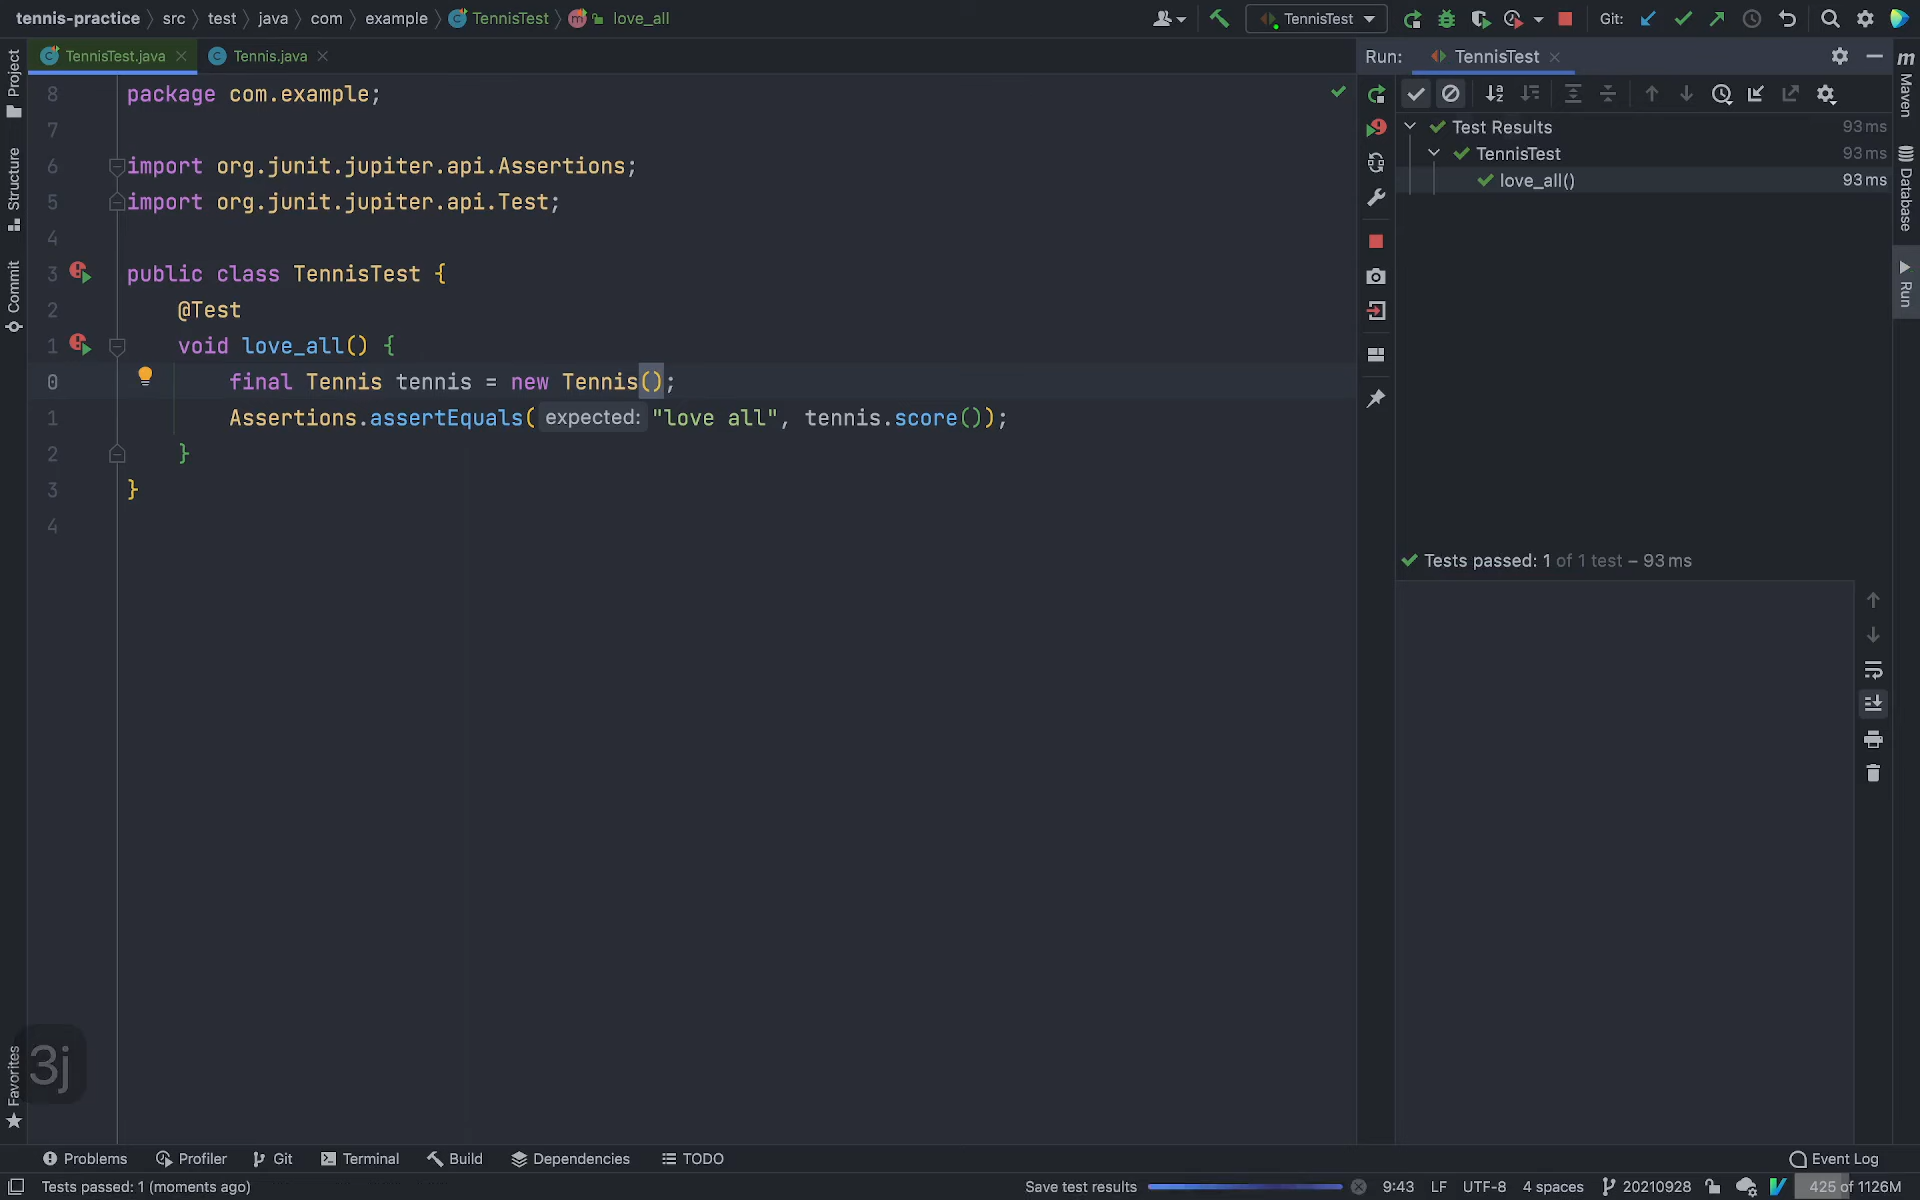 tennis-practice 〉 src 〉 test 〉 java 〉 com 〉 example 〉 TennisTest 〉 love_all
TennisTest
Git:
TennisTest.java
Tennis.java
Run: TennisTest
Project
Structure
Commit
Favorites
Maven
Database
Run
8 package com.example;
7
6 import org.junit.jupiter.api.Assertions;
5 import org.junit.jupiter.api.Test;
4
3 public class TennisTest {
2 @Test
1 void love_all() {
0 final Tennis tennis = new Tennis();
1 Assertions.assertEquals( expected: "love all", tennis.score());
2 }
3 }
4
Test Results 93 ms
TennisTest 93 ms
love_all() 93 ms
Tests passed: 1 of 1 test – 93 ms
3j
Problems
Profiler
Git
Terminal
Build
Dependencies
TODO
Event Log
Tests passed: 1 (moments ago)
Save test results
9:43 LF UTF-8 4 spaces 20210928 425 of 1126M